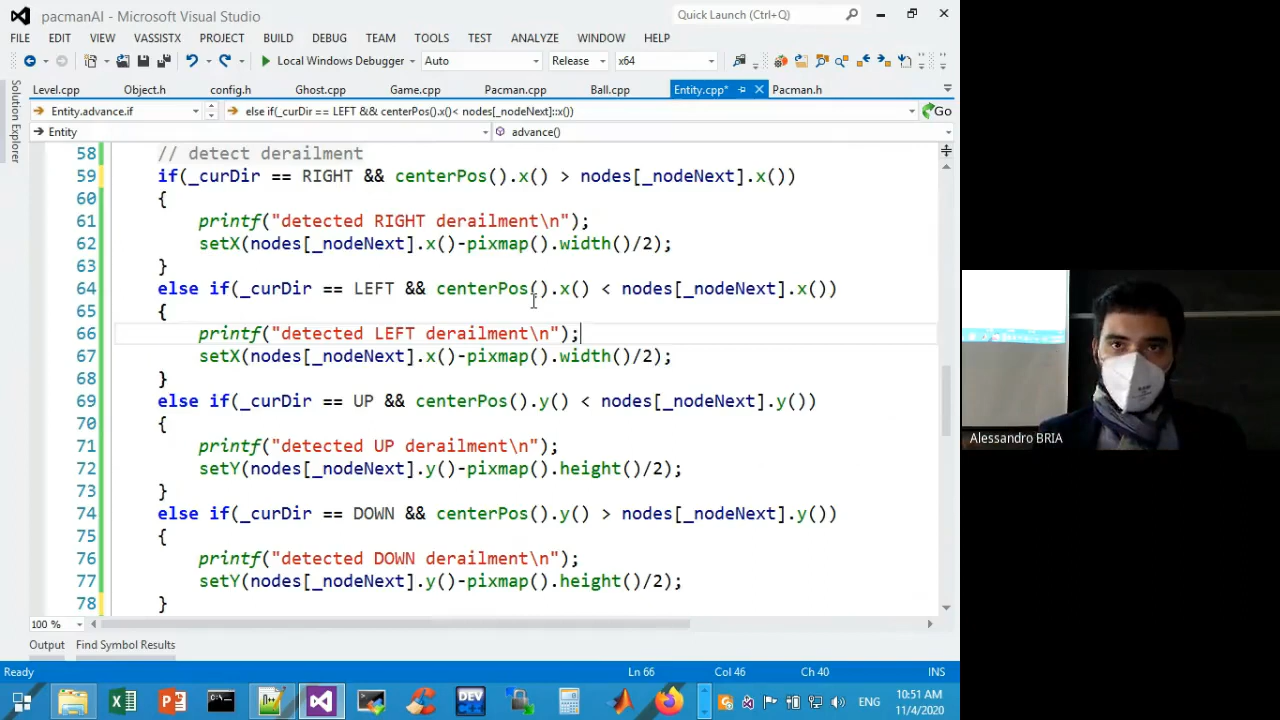 pacmanAI - Microsoft Visual Studio
Quick Launch (Ctrl+Q)
FILE EDIT VIEW VASSISTX PROJECT BUILD DEBUG TEAM TOOLS TEST ANALYZE WINDOW HELP
Local Windows Debugger Auto Release x64
Level.cpp Object.h config.h Ghost.cpp Game.cpp Pacman.cpp Ball.cpp Entity.cpp* Pacman.h
Entity.advance.if else if(_curDir == LEFT && centerPos().x()< nodes[_nodeNext]::x()) Go
Entity advance()
Solution Explorer
58 // detect derailment
59 if(_curDir == RIGHT && centerPos().x() > nodes[_nodeNext].x())
60 {
61 printf("detected RIGHT derailment\n");
62 setX(nodes[_nodeNext].x()-pixmap().width()/2);
63 }
64 else if(_curDir == LEFT && centerPos().x() < nodes[_nodeNext].x())
65 {
66 printf("detected LEFT derailment\n");
67 setX(nodes[_nodeNext].x()-pixmap().width()/2);
68 }
69 else if(_curDir == UP && centerPos().y() < nodes[_nodeNext].y())
70 {
71 printf("detected UP derailment\n");
72 setY(nodes[_nodeNext].y()-pixmap().height()/2);
73 }
74 else if(_curDir == DOWN && centerPos().y() > nodes[_nodeNext].y())
75 {
76 printf("detected DOWN derailment\n");
77 setY(nodes[_nodeNext].y()-pixmap().height()/2);
78 }
100 %
Output Find Symbol Results
Ready Ln 66 Col 46 Ch 40 INS
DEV
ENG
10:51 AM
11/4/2020
Alessandro BRIA